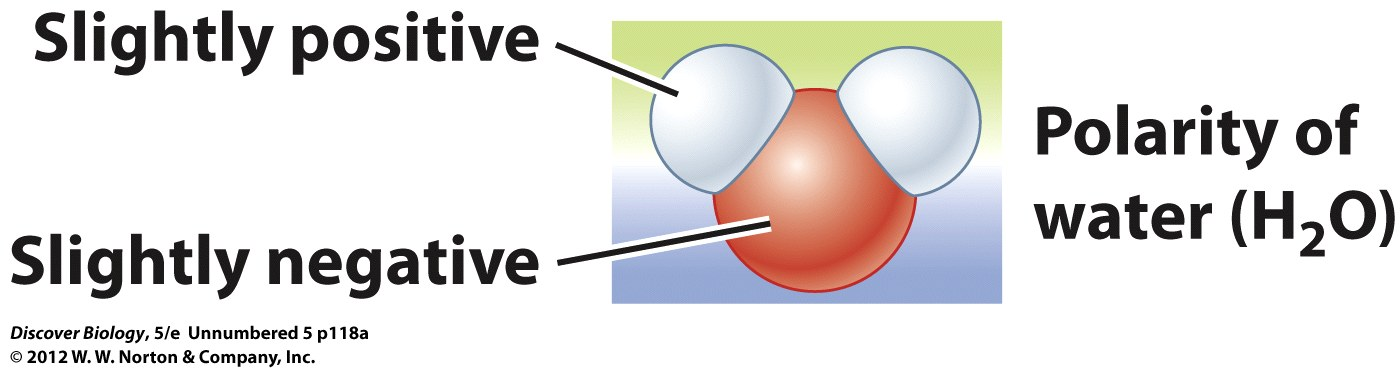 Slightly positive
Slightly negative
Polarity of
water (H₂O)
Discover Biology, 5/e Unnumbered 5 p118a
© 2012 W. W. Norton & Company, Inc.